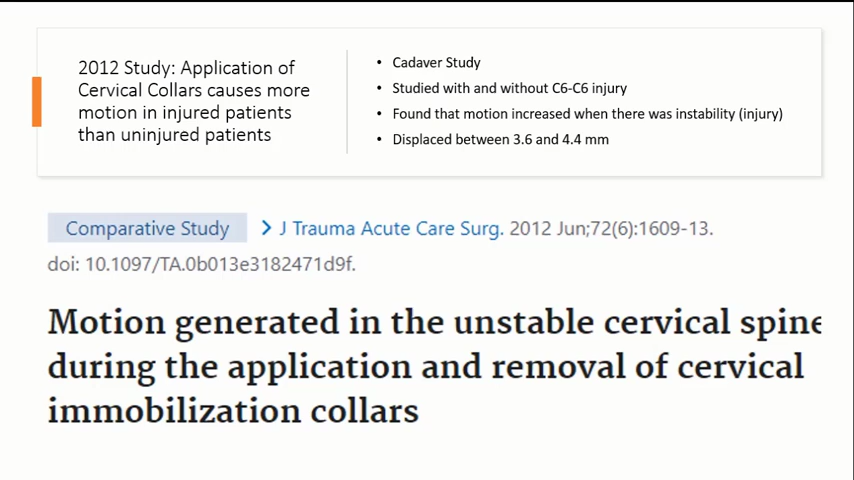 2012 Study: Application of
Cervical Collars causes more
motion in injured patients
than uninjured patients
• Cadaver Study
• Studied with and without C6-C6 injury
• Found that motion increased when there was instability (injury)
• Displaced between 3.6 and 4.4 mm
Comparative Study > J Trauma Acute Care Surg. 2012 Jun;72(6):1609-13.
doi: 10.1097/TA.0b013e3182471d9f.
Motion generated in the unstable cervical spine
during the application and removal of cervical
immobilization collars